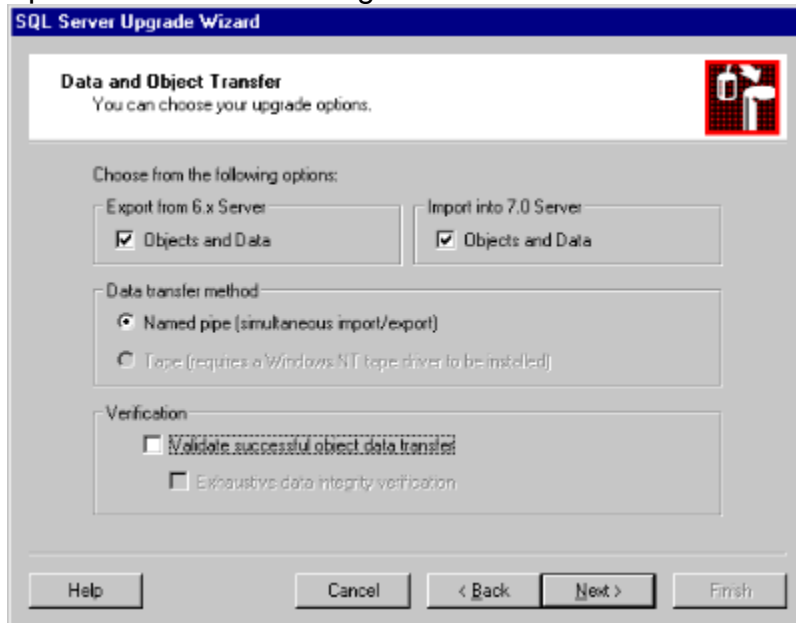 SQL Server Upgrade Wizard
Data and Object Transfer
You can choose your upgrade options.
Choose from the following options:
Export from 6.x Server
Objects and Data
Import into 7.0 Server
Objects and Data
Data transfer method
Named pipe (simultaneous import/export)
Tape (requires a Windows NT tape driver to be installed)
Verification
Validate successful object data transfer
Exhaustive data integrity verification
Help
Cancel
< Back
Next >
Finish